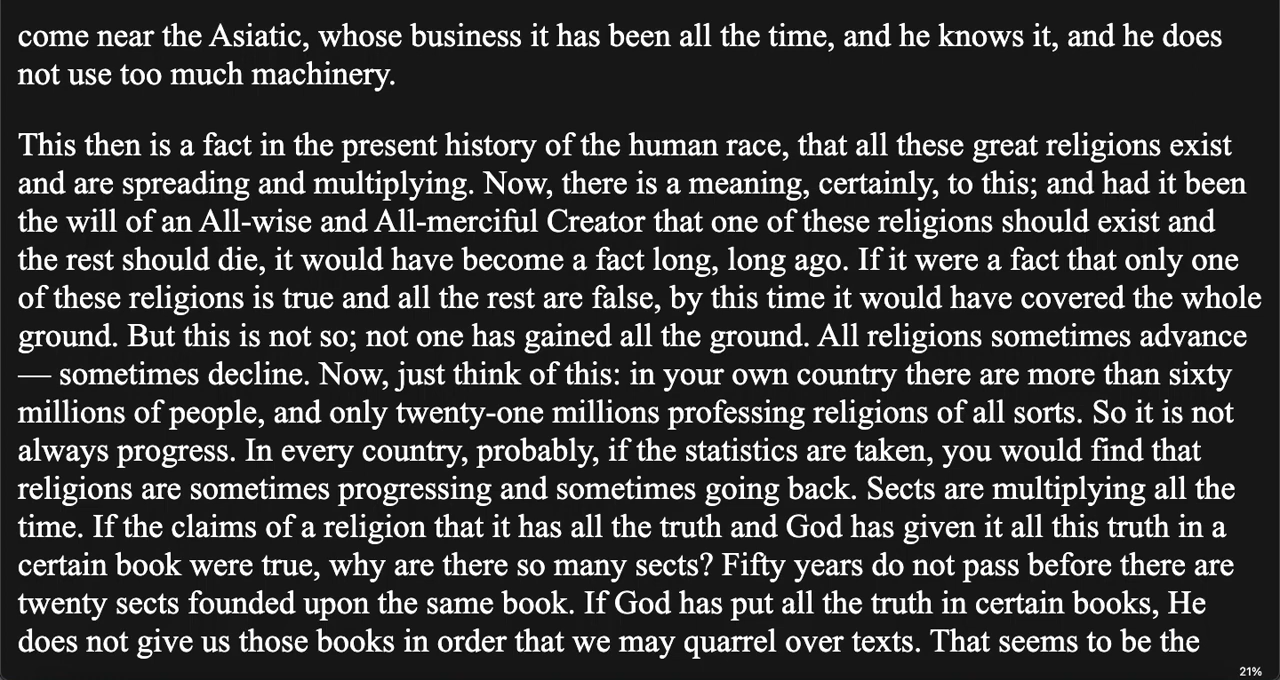 come near the Asiatic, whose business it has been all the time, and he knows it, and he does
not use too much machinery.
This then is a fact in the present history of the human race, that all these great religions exist
and are spreading and multiplying. Now, there is a meaning, certainly, to this; and had it been
the will of an All-wise and All-merciful Creator that one of these religions should exist and
the rest should die, it would have become a fact long, long ago. If it were a fact that only one
of these religions is true and all the rest are false, by this time it would have covered the whole
ground. But this is not so; not one has gained all the ground. All religions sometimes advance
— sometimes decline. Now, just think of this: in your own country there are more than sixty
millions of people, and only twenty-one millions professing religions of all sorts. So it is not
always progress. In every country, probably, if the statistics are taken, you would find that
religions are sometimes progressing and sometimes going back. Sects are multiplying all the
time. If the claims of a religion that it has all the truth and God has given it all this truth in a
certain book were true, why are there so many sects? Fifty years do not pass before there are
twenty sects founded upon the same book. If God has put all the truth in certain books, He
does not give us those books in order that we may quarrel over texts. That seems to be the
21%